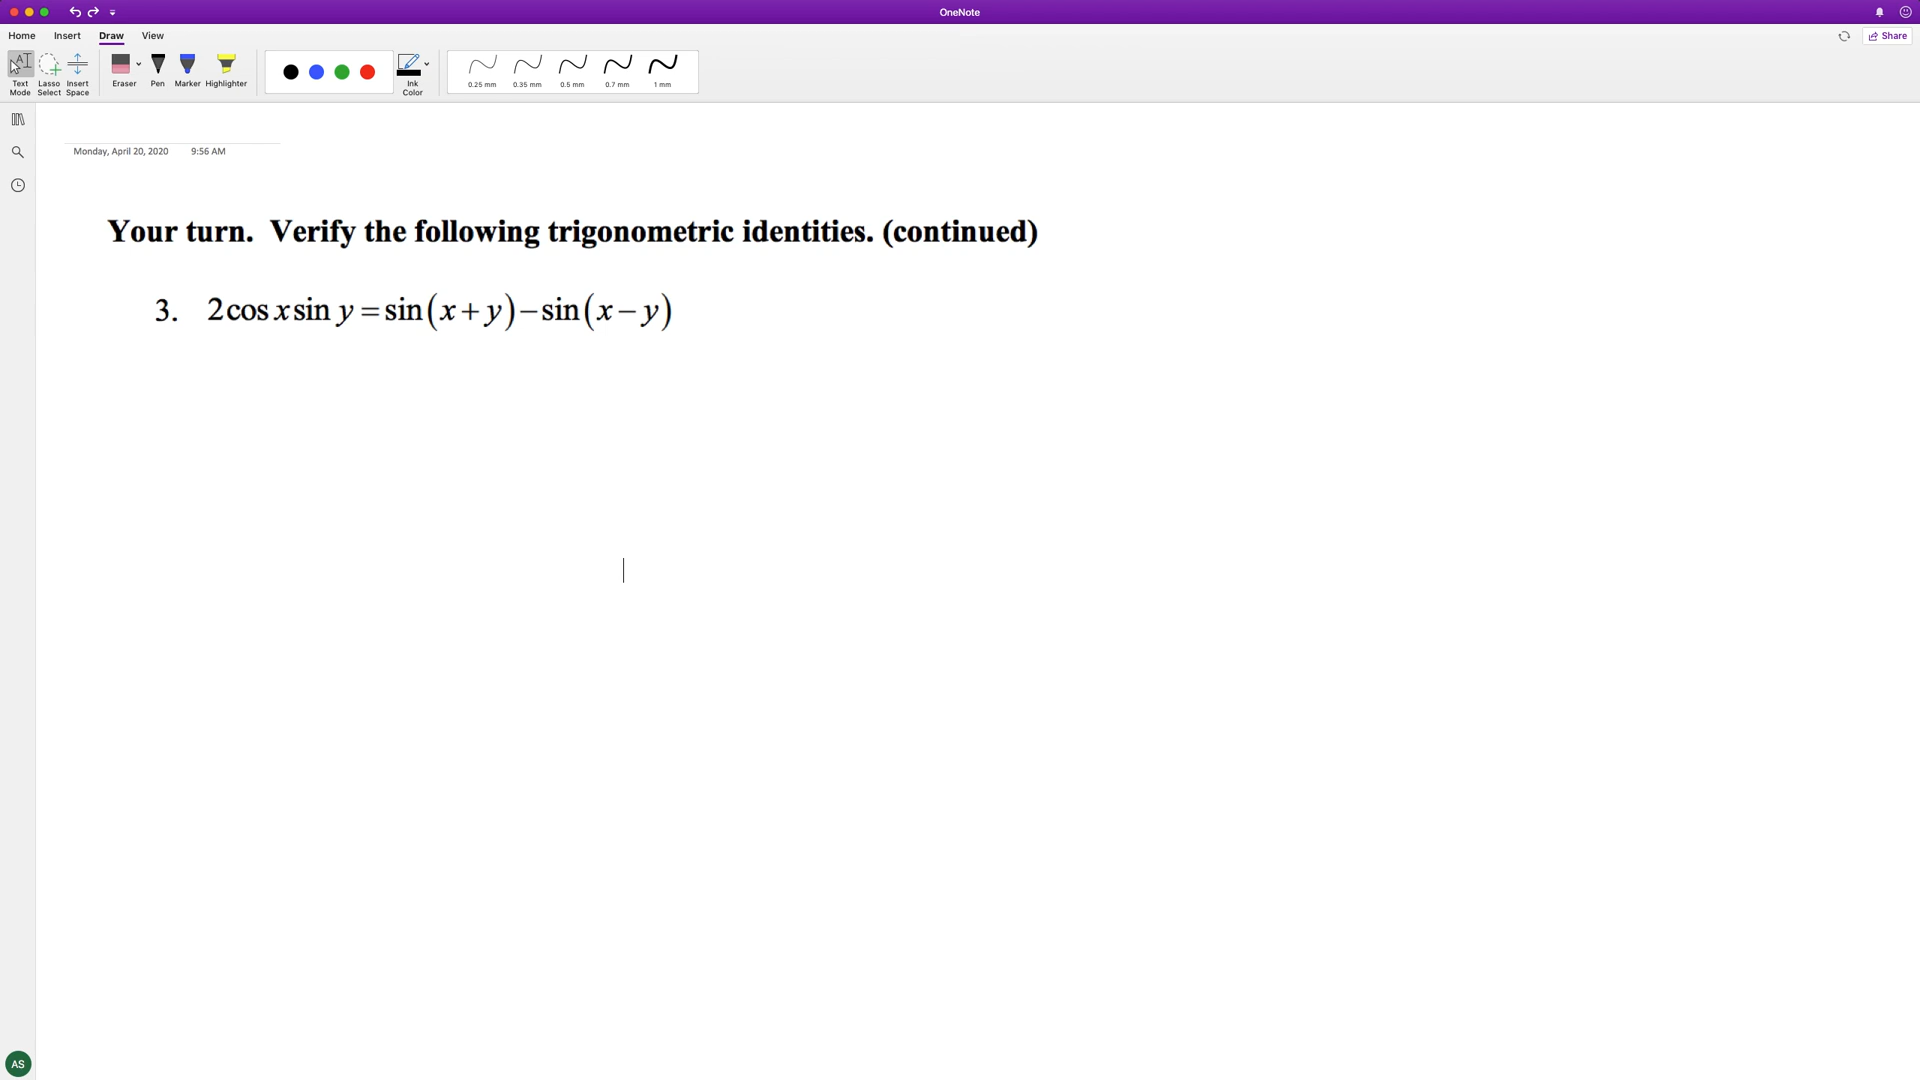 OneNote
Home Insert Draw View
Share
Text Mode
Lasso Select
Insert Space
Eraser
Pen
Marker
Highlighter
Ink Color
0.25 mm
0.35 mm
0.5 mm
0.7 mm
1 mm
Monday, April 20, 2020 9:56 AM
Your turn. Verify the following trigonometric identities. (continued)
3. 2cos x sin y = sin(x + y) − sin(x − y)
AS